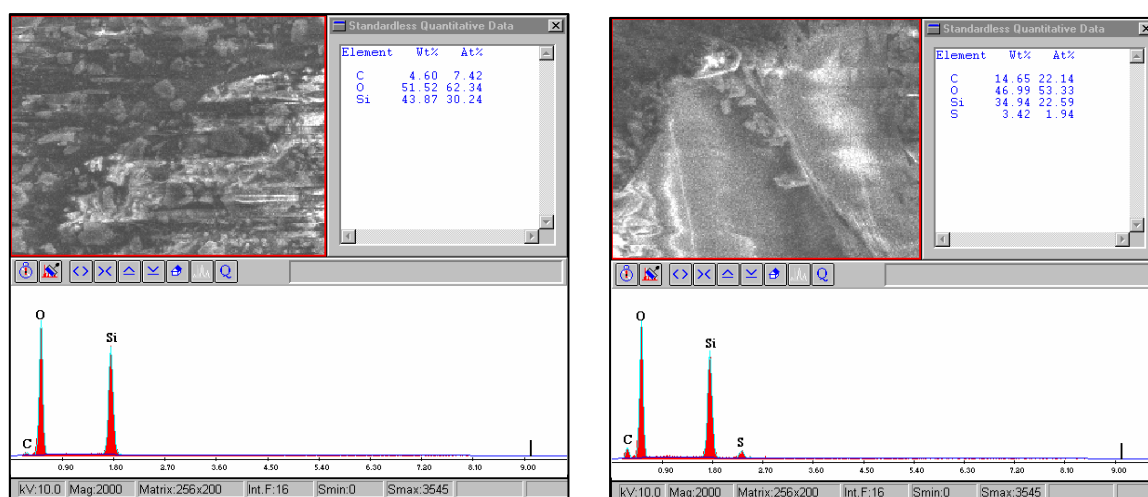 Standardless Quantitative Data
Element Wt% At%
C 4.60 7.42
O 51.52 62.34
Si 43.87 30.24
Q
O
Si
C
0.90 1.80 2.70 3.60 4.50 5.40 6.30 7.20 8.10 9.00
kV:10.0 Mag:2000 Matrix:256x200 Int.F:16 Smin:0 Smax:3545
Standardless Quantitative Data
Element Wt% At%
C 14.65 22.14
O 46.99 53.33
Si 34.94 22.59
S 3.42 1.94
Q
O
Si
C
S
0.90 1.80 2.70 3.60 4.50 5.40 6.30 7.20 8.10 9.00
kV:10.0 Mag:2000 Matrix:256x200 Int.F:16 Smin:0 Smax:3545